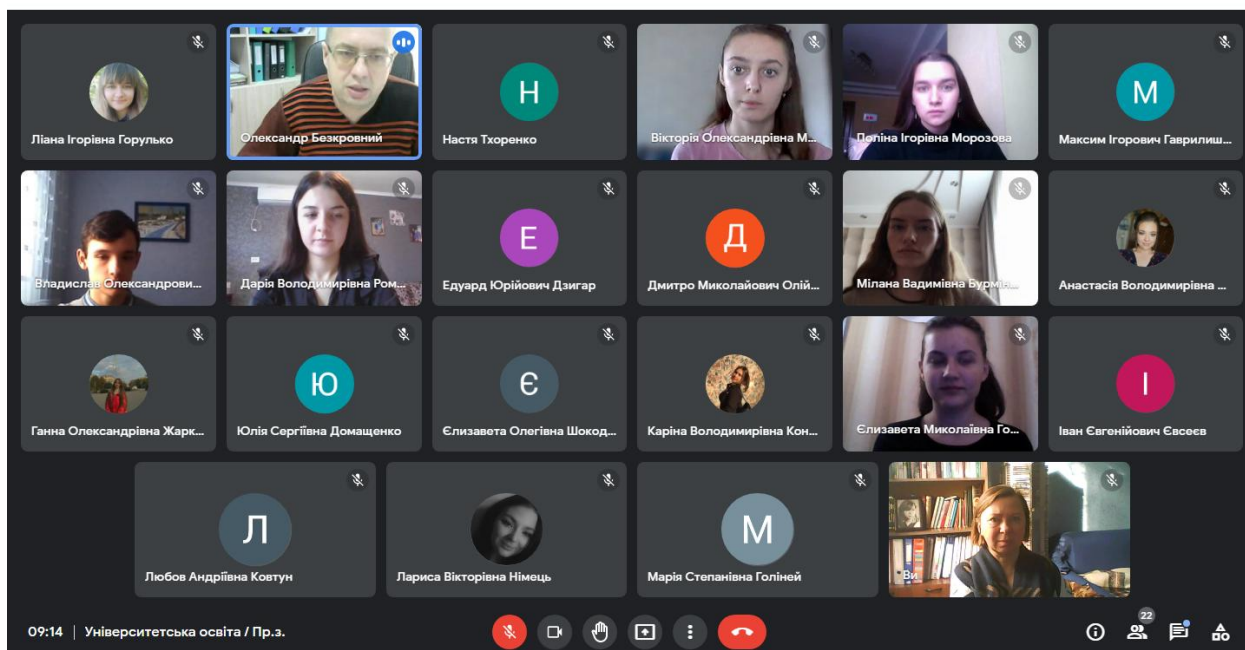 Ліана Ігорівна Горулько
Олександр Безкровний
Н
Настя Тхоренко
Вікторія Олександрівна М...
Поліна Ігорівна Морозова
М
Максим Ігорович Гаврилиш...
Владислав Олександрови...
Дарія Володимирівна Ром...
Е
Едуард Юрійович Дзигар
Д
Дмитро Миколайович Олій...
Мілана Вадимівна Бурмін...
Анастасія Володимирівна ...
Ганна Олександрівна Жарк...
Ю
Юлія Сергіївна Домащенко
Є
Єлизавета Олегівна Шокод...
Каріна Володимирівна Кон...
Єлизавета Миколаївна Го...
І
Іван Євгенійович Євсеєв
Л
Любов Андріївна Ковтун
Лариса Вікторівна Німець
М
Марія Степанівна Голіней
Ви
09:14 | Університетська освіта / Пр.з.
22